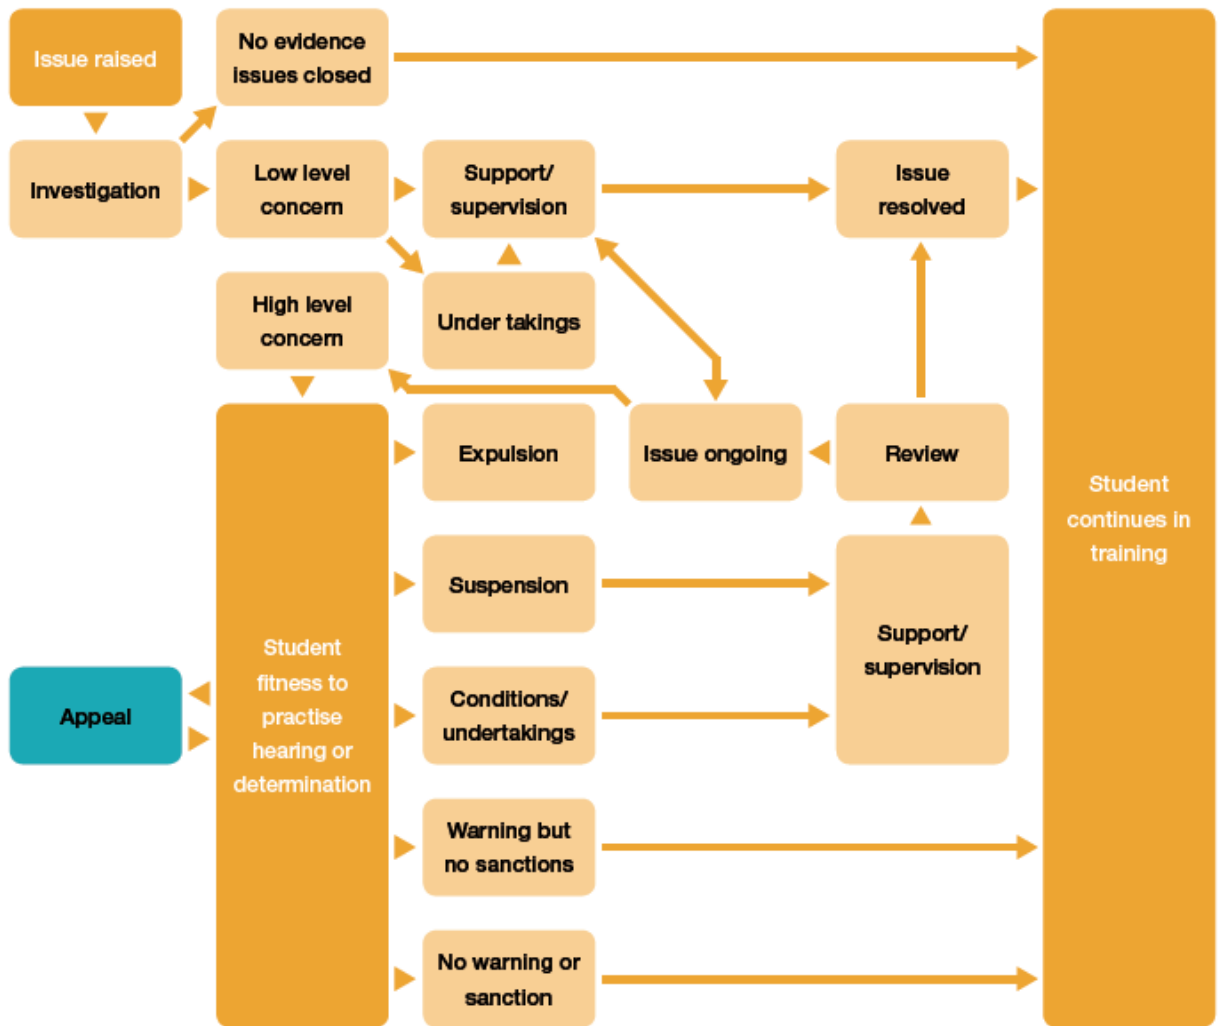 Issue raised
No evidence
issues closed
Investigation
Low level
concern
Support/
supervision
Issue
resolved
High level
concern
Under takings
Expulsion
Issue ongoing
Review
Student
continues in
training
Suspension
Support/
supervision
Student
fitness to
practise
hearing or
determination
Appeal
Conditions/
undertakings
Warning but
no sanctions
No warning or
sanction